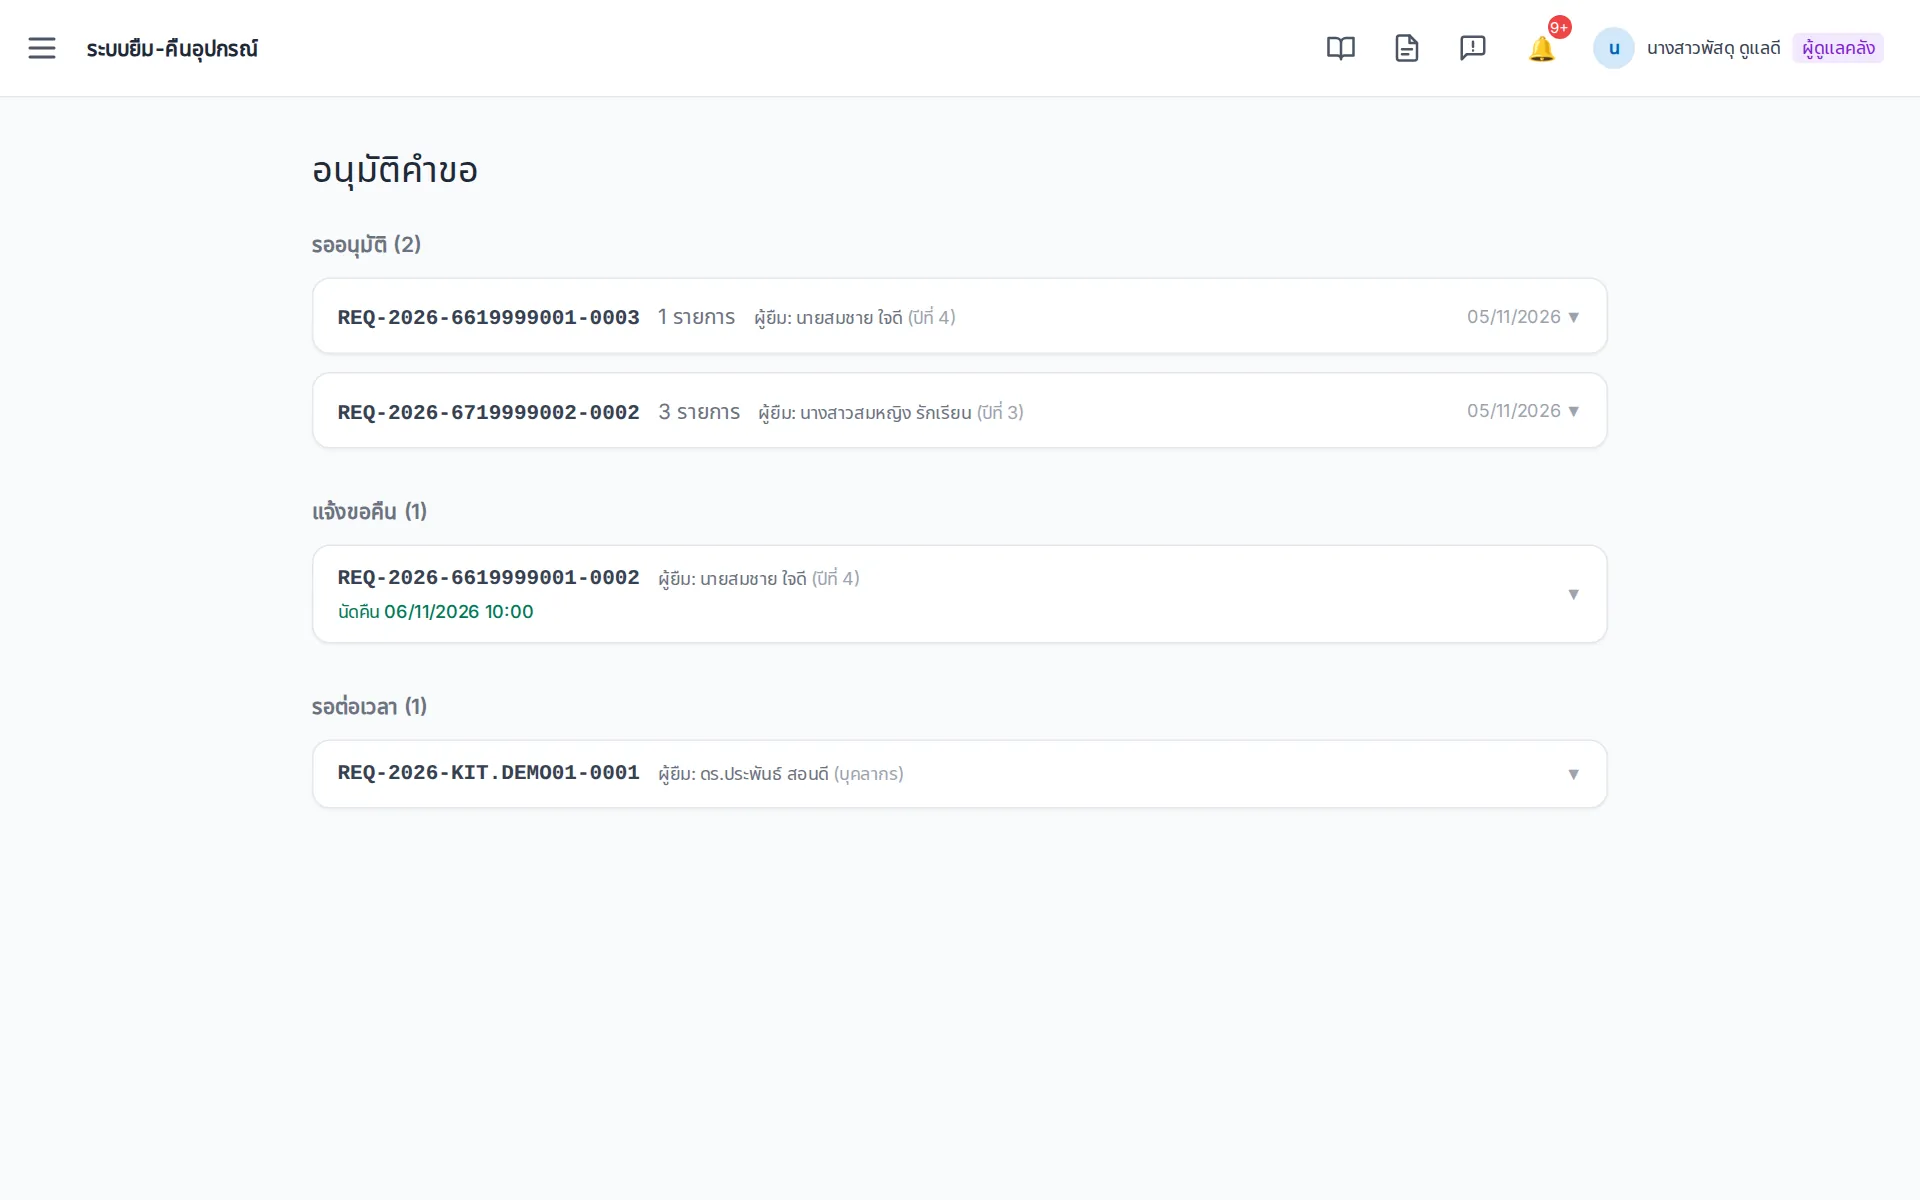 ระบบยืม-คืนอุปกรณ์
9+
น นางสาวพัสดุ ดูแลดี ผู้ดูแลคลัง
อนุมัติคำขอ
รออนุมัติ (2)
REQ-2026-6619999001-0003 1 รายการ ผู้ยืม: นายสมชาย ใจดี (ปีที่ 4) 05/11/2026 ▼
REQ-2026-6719999002-0002 3 รายการ ผู้ยืม: นางสาวสมหญิง รักเรียน (ปีที่ 3) 05/11/2026 ▼
แจ้งขอคืน (1)
REQ-2026-6619999001-0002 ผู้ยืม: นายสมชาย ใจดี (ปีที่ 4) ▼
นัดคืน 06/11/2026 10:00
รอต่อเวลา (1)
REQ-2026-KIT.DEMO01-0001 ผู้ยืม: ดร.ประพันธ์ สอนดี (บุคลากร) ▼